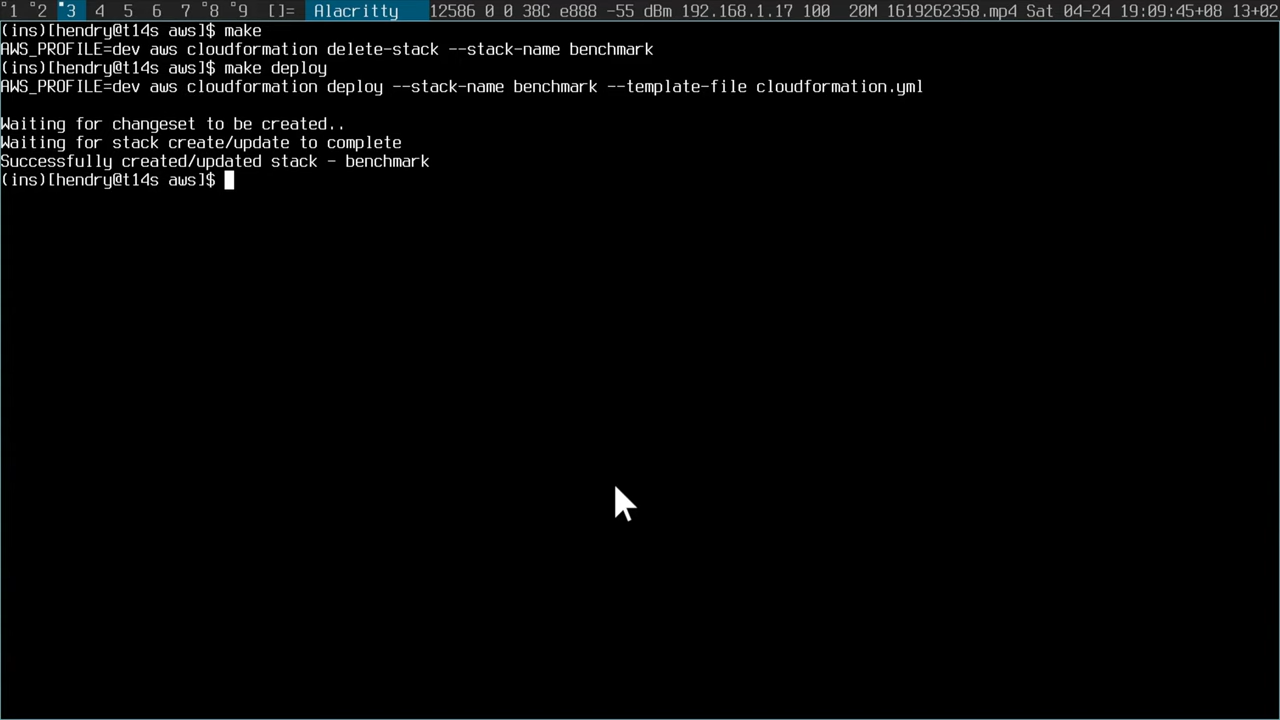 1 2 3 4 5 6 7 8 9 []= Alacritty 12586 0 0 38C e888 -55 dBm 192.168.1.17 100 20M 1619262358.mp4 Sat 04-24 19:09:45+08 13+02
(ins)[hendry@t14s aws]$ make
AWS_PROFILE=dev aws cloudformation delete-stack --stack-name benchmark
(ins)[hendry@t14s aws]$ make deploy
AWS_PROFILE=dev aws cloudformation deploy --stack-name benchmark --template-file cloudformation.yml
Waiting for changeset to be created..
Waiting for stack create/update to complete
Successfully created/updated stack - benchmark
(ins)[hendry@t14s aws]$